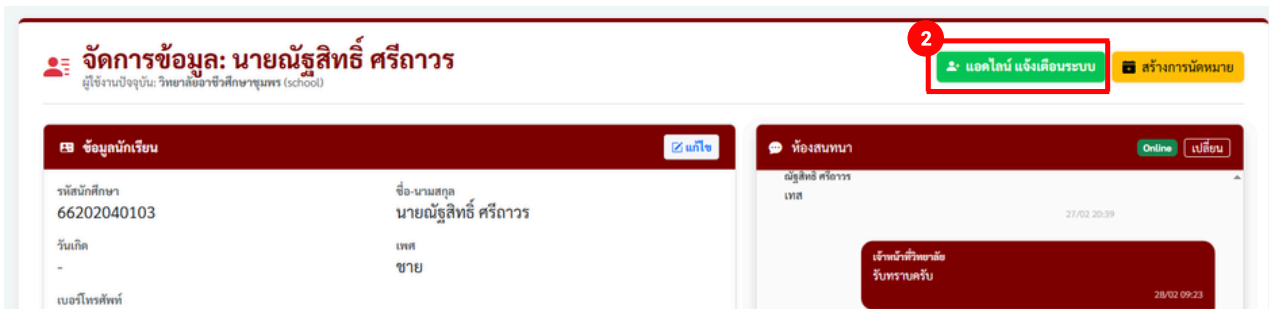 2
จัดการข้อมูล: นายณัฐสิทธิ์ ศรีถาวร
ผู้ใช้งานปัจจุบัน: วิทยาลัยอาชีวศึกษาชุมพร (school)
แอดไลน์ แจ้งเตือนระบบ
สร้างการนัดหมาย
ข้อมูลนักเรียน
แก้ไข
รหัสนักศึกษา
66202040103
ชื่อ-นามสกุล
นายณัฐสิทธิ์ ศรีถาวร
วันเกิด
-
เพศ
ชาย
เบอร์โทรศัพท์
ห้องสนทนา
Online
เปลี่ยน
ณัฐสิทธิ์ ศรีถาวร
เทส
27/02 20:39
เจ้าหน้าที่วิทยาลัย
รับทราบครับ
28/02 09:23